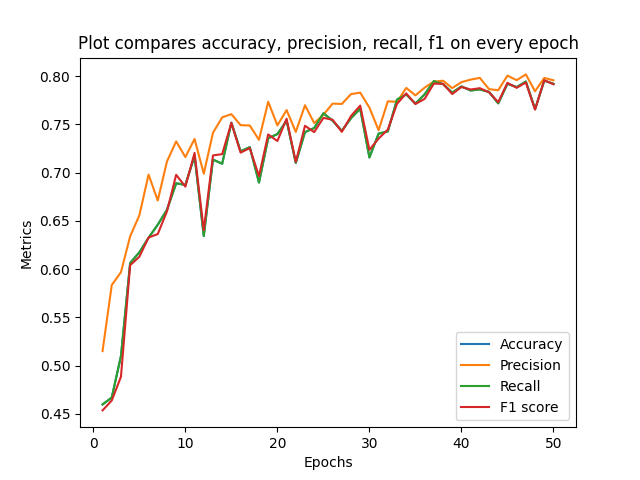 Plot compares accuracy, precision, recall, f1 on every epoch
Metrics
0.80
0.75
0.70
0.65
0.60
0.55
0.50
0.45
0 10 20 30 40 50
Epochs
Accuracy
Precision
Recall
F1 score